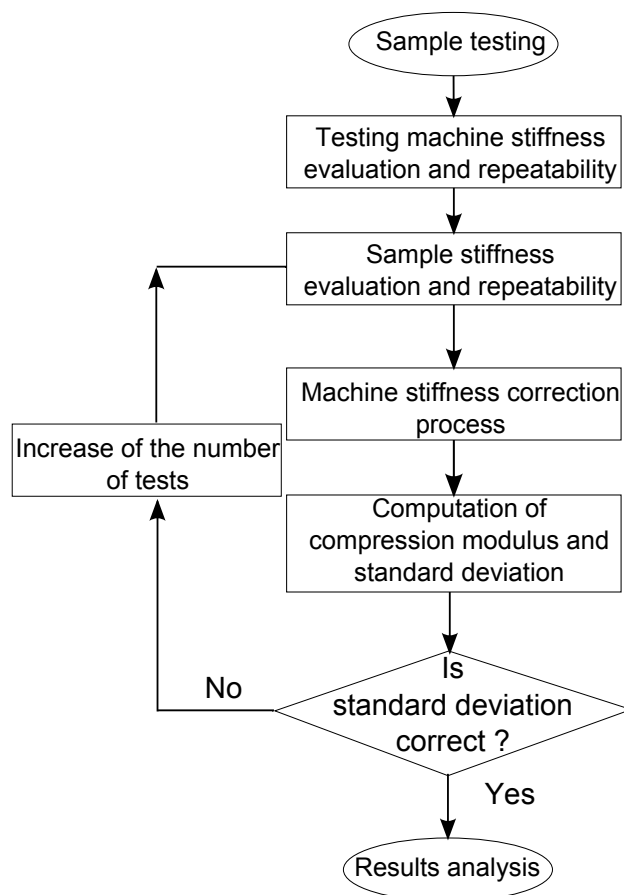 Sample testing
Testing machine stiffness
evaluation and repeatability
Sample stiffness
evaluation and repeatability
Machine stiffness correction
process
Increase of the number
of tests
Computation of
compression modulus and
standard deviation
Is
standard deviation
correct ?
No
Yes
Results analysis